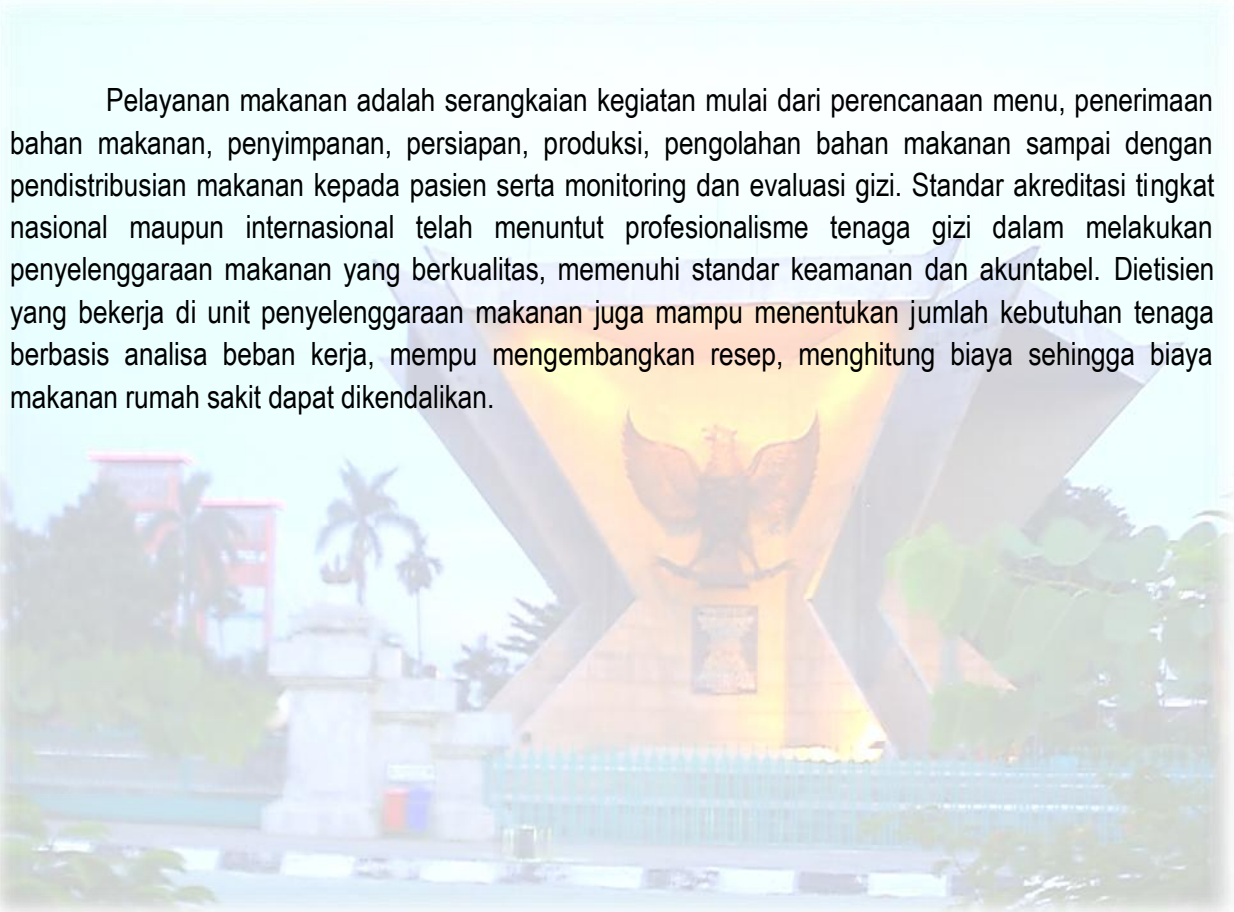 Pelayanan makanan adalah serangkaian kegiatan mulai dari perencanaan menu, penerimaan
bahan makanan, penyimpanan, persiapan, produksi, pengolahan bahan makanan sampai dengan
pendistribusian makanan kepada pasien serta monitoring dan evaluasi gizi. Standar akreditasi tingkat
nasional maupun internasional telah menuntut profesionalisme tenaga gizi dalam melakukan
penyelenggaraan makanan yang berkualitas, memenuhi standar keamanan dan akuntabel. Dietisien
yang bekerja di unit penyelenggaraan makanan juga mampu menentukan jumlah kebutuhan tenaga
berbasis analisa beban kerja, mempu mengembangkan resep, menghitung biaya sehingga biaya
makanan rumah sakit dapat dikendalikan.